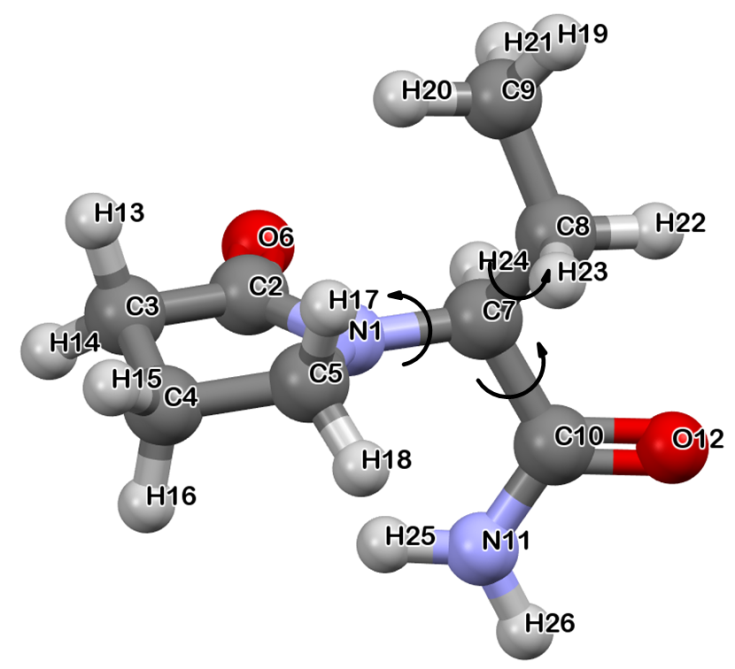 H21 H19
H20 C9
H13
O6 C8 H22
H24 H23
C2
C3 H17 C7
N1
H14
H15 C5
C4
C10 O12
H18
H16
H25 N11
H26